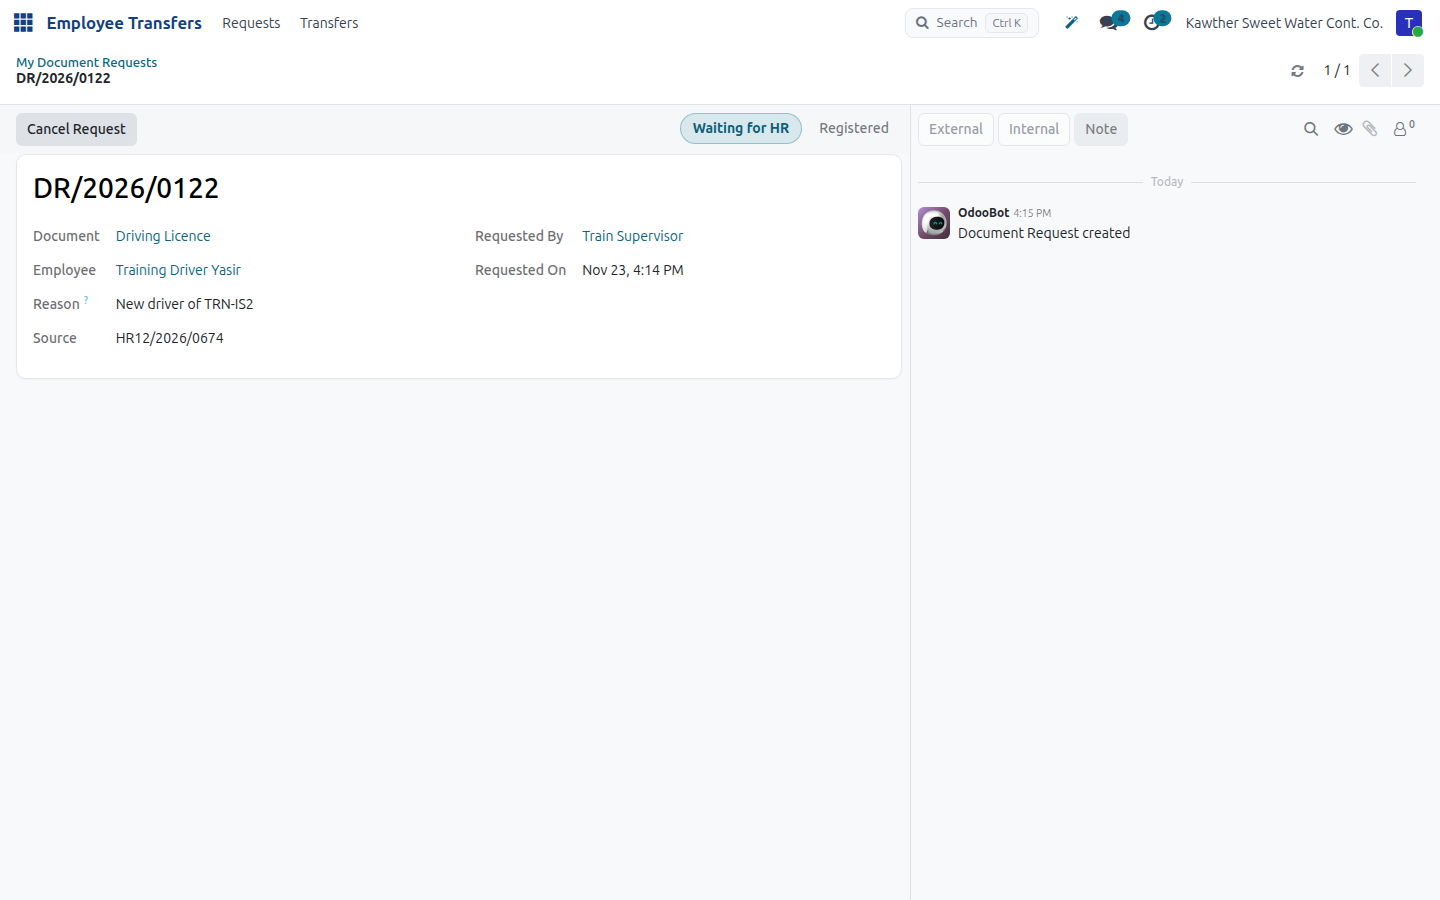 Employee Transfers Requests Transfers Search Ctrl K 4 2 Kawther Sweet Water Cont. Co. T
My Document Requests
DR/2026/0122
1 / 1
Cancel Request Waiting for HR Registered
External Internal Note 0
DR/2026/0122
Document Driving Licence Requested By Train Supervisor
Employee Training Driver Yasir Requested On Nov 23, 4:14 PM
Reason ? New driver of TRN-IS2
Source HR12/2026/0674
Today
OdooBot 4:15 PM
Document Request created